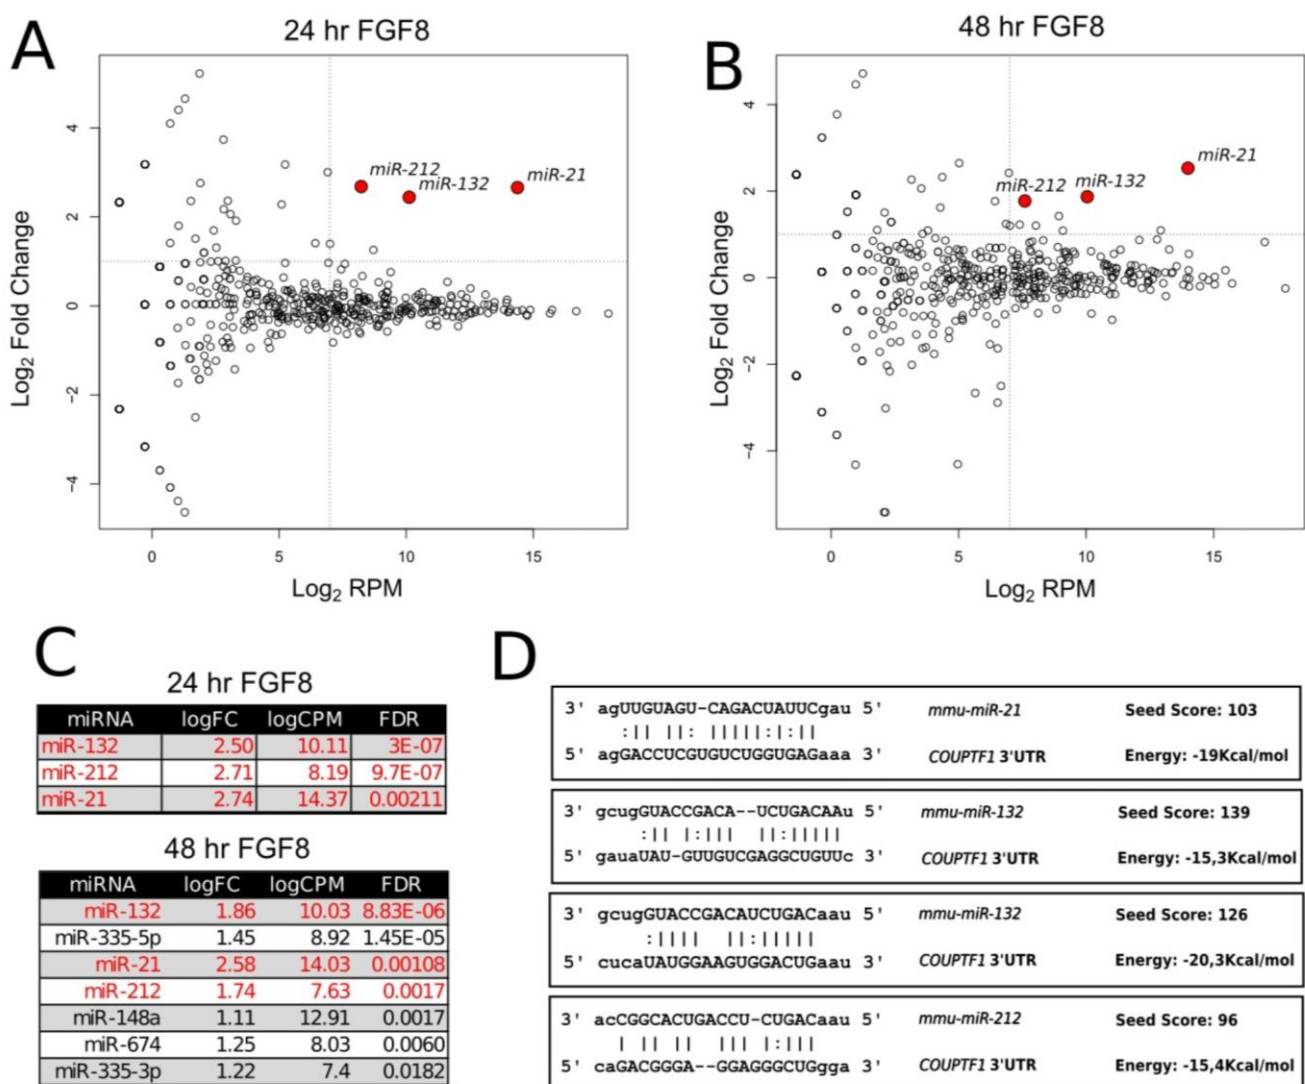 A
24 hr FGF8
Log2 Fold Change
4
2
0
−2
−4
miR-212
miR-132
miR-21
0 5 10 15
Log2 RPM
B
48 hr FGF8
Log2 Fold Change
4
2
0
−2
−4
miR-21
miR-212
miR-132
0 5 10 15
Log2 RPM
C
24 hr FGF8
miRNA logFC logCPM FDR
miR-132 2.50 10.11 3E-07
miR-212 2.71 8.19 9.7E-07
miR-21 2.74 14.37 0.00211
48 hr FGF8
miRNA logFC logCPM FDR
miR-132 1.86 10.03 8.83E-06
miR-335-5p 1.45 8.92 1.45E-05
miR-21 2.58 14.03 0.00108
miR-212 1.74 7.63 0.0017
miR-148a 1.11 12.91 0.0017
miR-674 1.25 8.03 0.0060
miR-335-3p 1.22 7.4 0.0182
D
3' agUUGUAGU-CAGACUAUUCgau 5' mmu-miR-21 Seed Score: 103
:|| ||: ||||||:|:||
5' agGACCUCGUGUCUGGUGAGaaa 3' COUPTF1 3'UTR Energy: -19Kcal/mol
3' gcugGUACCGACA--UCUGACAAu 5' mmu-miR-132 Seed Score: 139
:|| |:||| ||:|||||
5' gauaUAU-GUUGUCGAGGCUGUUc 3' COUPTF1 3'UTR Energy: -15,3Kcal/mol
3' gcugGUACCGACAUCUGACaau 5' mmu-miR-132 Seed Score: 126
:|||| ||:|||||
5' cucaUAUGGAAGUGGACUGaau 3' COUPTF1 3'UTR Energy: -20,3Kcal/mol
3' acCGGCACUGACCU-CUGACaau 5' mmu-miR-212 Seed Score: 96
| || || ||| |:|||
5' caGACGGGA--GGAGGGCUGgga 3' COUPTF1 3'UTR Energy: -15,4Kcal/mol